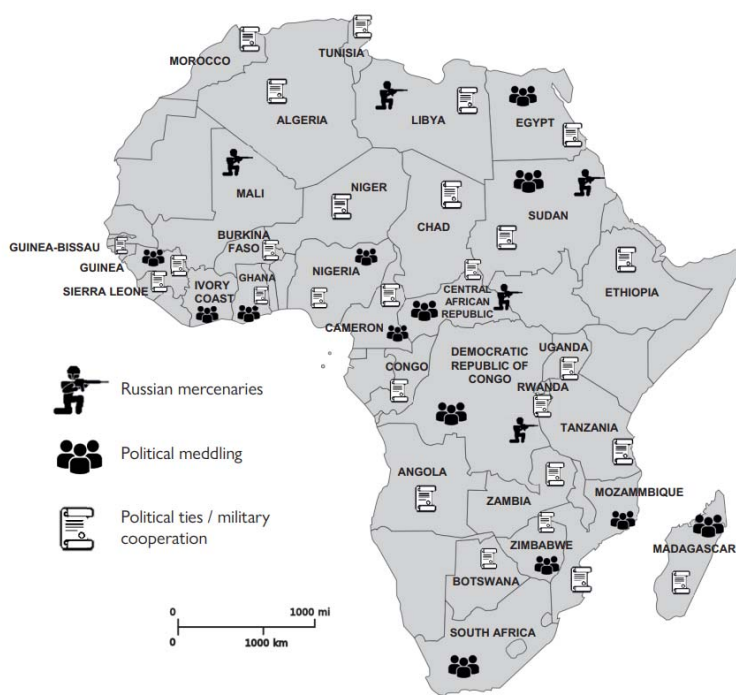 TUNISIA
MOROCCO
ALGERIA
LIBYA
EGYPT
MALI
NIGER
CHAD
SUDAN
GUINEA-BISSAU
BURKINA
FASO
GUINEA
NIGERIA
SIERRA LEONE
IVORY
COAST
GHANA
CENTRAL
AFRICAN
REPUBLIC
ETHIOPIA
CAMERON
CONGO
DEMOCRATIC
REPUBLIC OF
CONGO
UGANDA
RWANDA
TANZANIA
ANGOLA
ZAMBIA
MOZAMMBIQUE
ZIMBABWE
MADAGASCAR
BOTSWANA
SOUTH AFRICA
Russian mercenaries
Political meddling
Political ties / military
cooperation
0 1000 mi
0 1000 km